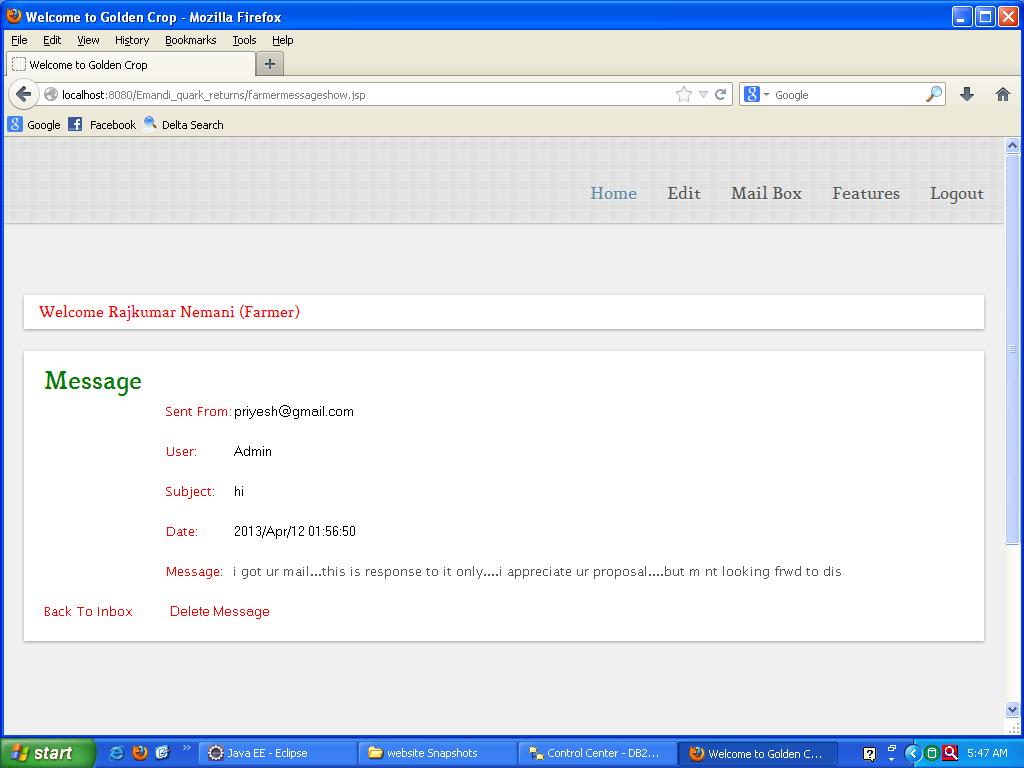 Welcome to Golden Crop - Mozilla Firefox
File Edit View History Bookmarks Tools Help
Welcome to Golden Crop
localhost:8080/Emandi_quark_returns/farmermessageshow.jsp Google
Google Facebook Delta Search
Home Edit Mail Box Features Logout
Welcome Rajkumar Nemani (Farmer)
Message
Sent From: priyesh@gmail.com
User: Admin
Subject: hi
Date: 2013/Apr/12 01:56:50
Message: i got ur mail...this is response to it only....i appreciate ur proposal....but m nt looking frwd to dis
Back To Inbox Delete Message
start Java EE - Eclipse website Snapshots Control Center - DB2... Welcome to Golden C... 5:47 AM